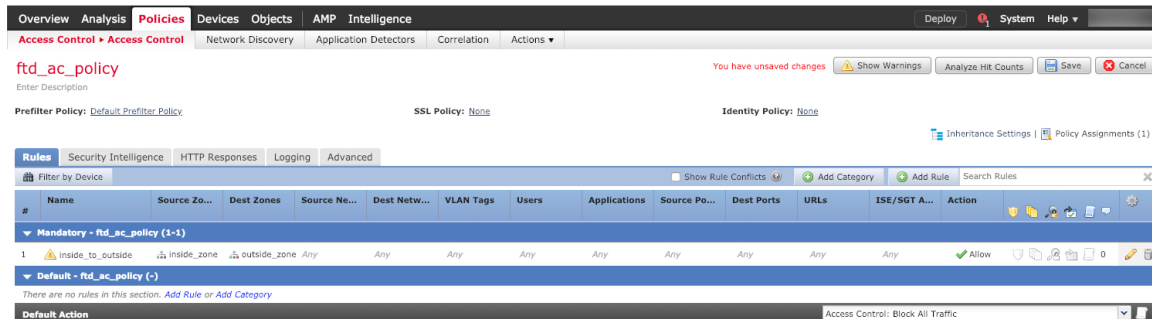 Overview Analysis Policies Devices Objects AMP Intelligence Deploy 1 System Help ▾
Access Control ▸ Access Control Network Discovery Application Detectors Correlation Actions ▾
ftd_ac_policy You have unsaved changes Show Warnings Analyze Hit Counts Save Cancel
Enter Description
Prefilter Policy: Default Prefilter Policy SSL Policy: None Identity Policy: None
Inheritance Settings | Policy Assignments (1)
Rules Security Intelligence HTTP Responses Logging Advanced
Filter by Device Show Rule Conflicts Add Category Add Rule Search Rules
# Name Source Zo... Dest Zones Source Ne... Dest Netw... VLAN Tags Users Applications Source Po... Dest Ports URLs ISE/SGT A... Action
Mandatory - ftd_ac_policy (1-1)
1 inside_to_outside inside_zone outside_zone Any Any Any Any Any Any Any Any Any Allow 0
Default - ftd_ac_policy (-)
There are no rules in this section. Add Rule or Add Category
Default Action Access Control: Block All Traffic